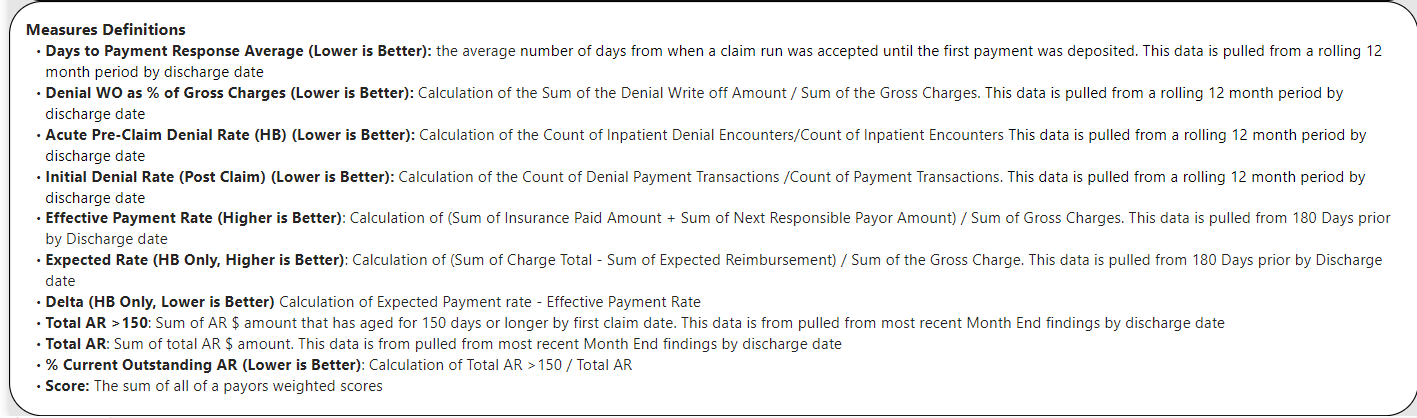 Measures Definitions
• Days to Payment Response Average (Lower is Better): the average number of days from when a claim run was accepted until the first payment was deposited. This data is pulled from a rolling 12
month period by discharge date
• Denial WO as % of Gross Charges (Lower is Better): Calculation of the Sum of the Denial Write off Amount / Sum of the Gross Charges. This data is pulled from a rolling 12 month period by
discharge date
• Acute Pre-Claim Denial Rate (HB) (Lower is Better): Calculation of the Count of Inpatient Denial Encounters/Count of Inpatient Encounters This data is pulled from a rolling 12 month period by
discharge date
• Initial Denial Rate (Post Claim) (Lower is Better): Calculation of the Count of Denial Payment Transactions /Count of Payment Transactions. This data is pulled from a rolling 12 month period by
discharge date
• Effective Payment Rate (Higher is Better): Calculation of (Sum of Insurance Paid Amount + Sum of Next Responsible Payor Amount) / Sum of Gross Charges. This data is pulled from 180 Days prior
by Discharge date
• Expected Rate (HB Only, Higher is Better): Calculation of (Sum of Charge Total - Sum of Expected Reimbursement) / Sum of the Gross Charge. This data is pulled from 180 Days prior by Discharge
date
• Delta (HB Only, Lower is Better) Calculation of Expected Payment rate - Effective Payment Rate
• Total AR >150: Sum of AR $ amount that has aged for 150 days or longer by first claim date. This data is from pulled from most recent Month End findings by discharge date
• Total AR: Sum of total AR $ amount. This data is from pulled from most recent Month End findings by discharge date
• % Current Outstanding AR (Lower is Better): Calculation of Total AR >150 / Total AR
• Score: The sum of all of a payors weighted scores